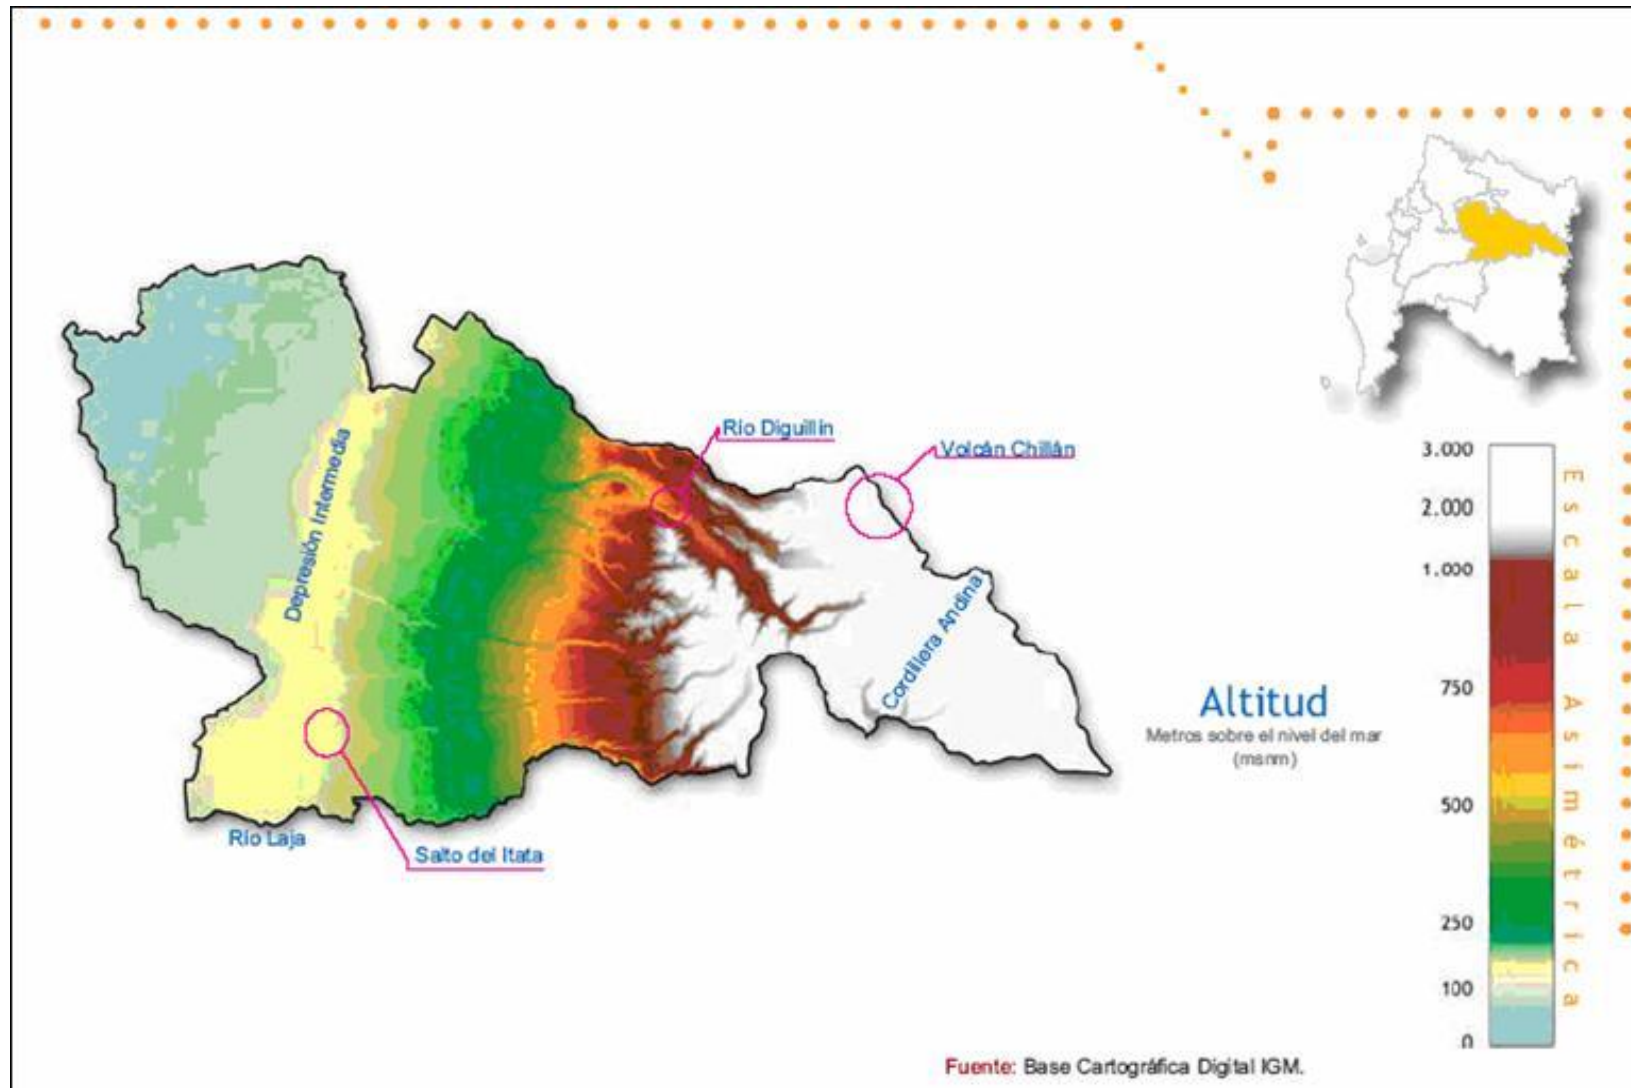 Río Diguillín
Volcán Chillán
Depresión Intermedia
Cordillera Andina
Río Laja
Salto del Itata
Altitud
Metros sobre el nivel del mar
(msnm)
3.000
2.000
1.000
750
500
250
100
0
Escala Asimétrica
Fuente: Base Cartográfica Digital IGM.